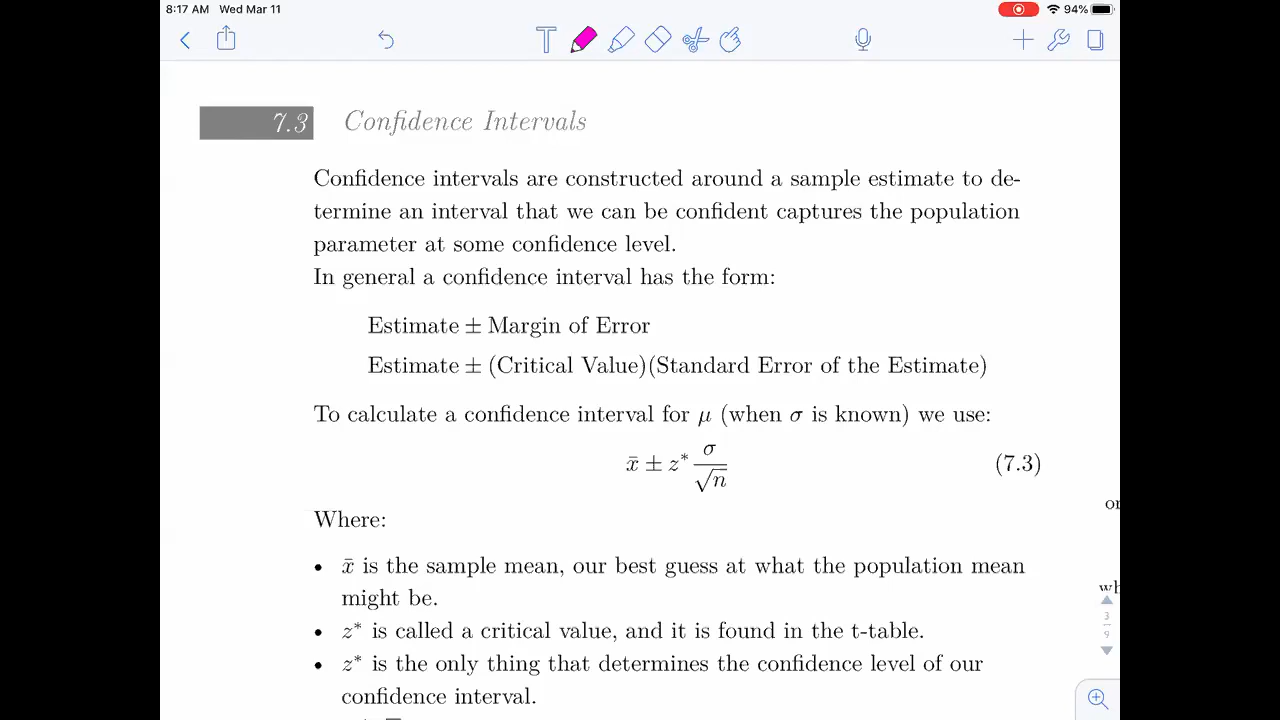 8:17 AM Wed Mar 11
94%
T
7.3 Confidence Intervals
Confidence intervals are constructed around a sample estimate to de-
termine an interval that we can be confident captures the population
parameter at some confidence level.
In general a confidence interval has the form:
Estimate ± Margin of Error
Estimate ± (Critical Value)(Standard Error of the Estimate)
To calculate a confidence interval for μ (when σ is known) we use:
x̄ ± z* σ/√n (7.3)
Where:
• x̄ is the sample mean, our best guess at what the population mean
might be.
• z* is called a critical value, and it is found in the t-table.
• z* is the only thing that determines the confidence level of our
confidence interval.
3
9